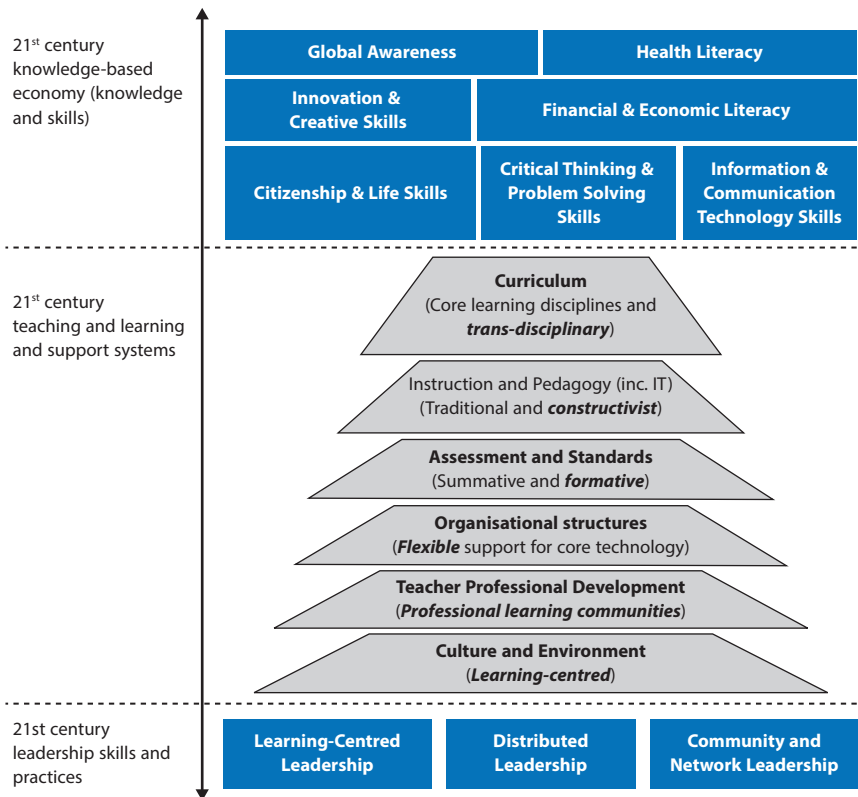 21st century
knowledge-based
economy (knowledge
and skills)
Global Awareness
Health Literacy
Innovation &
Creative Skills
Financial & Economic Literacy
Citizenship & Life Skills
Critical Thinking &
Problem Solving
Skills
Information &
Communication
Technology Skills
21st century
teaching and learning
and support systems
Curriculum
(Core learning disciplines and
trans-disciplinary)
Instruction and Pedagogy (inc. IT)
(Traditional and constructivist)
Assessment and Standards
(Summative and formative)
Organisational structures
(Flexible support for core technology)
Teacher Professional Development
(Professional learning communities)
Culture and Environment
(Learning-centred)
21st century
leadership skills and
practices
Learning-Centred
Leadership
Distributed
Leadership
Community and
Network Leadership